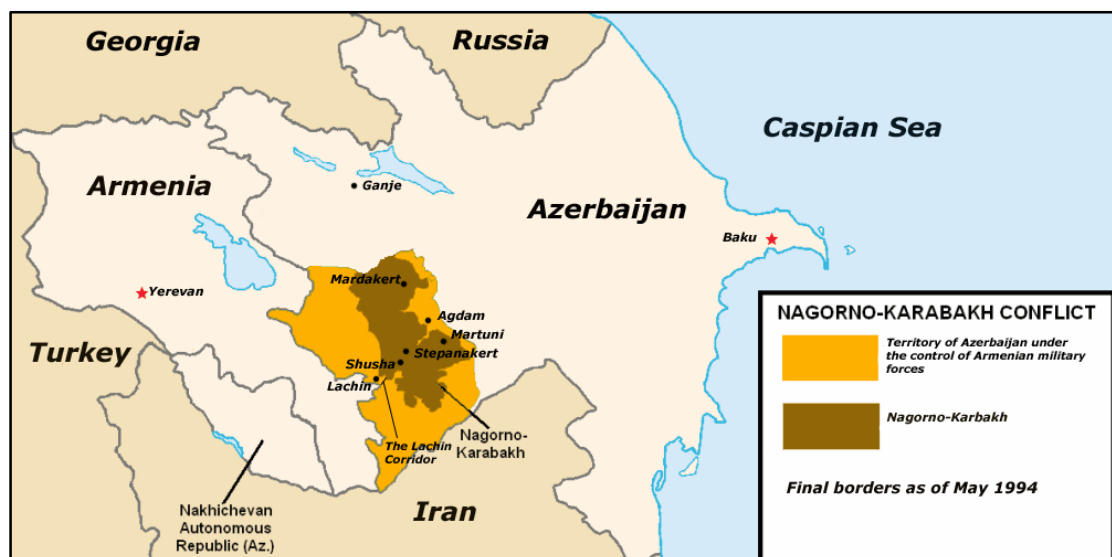 Georgia
Russia
Caspian Sea
Armenia
Ganje
Azerbaijan
Baku
Mardakert
Yerevan
Agdam
Martuni
Turkey
Stepanakert
Shusha
Lachin
Nagorno-
Karabakh
The Lachin
Corridor
Nakhichevan
Autonomous
Republic (Az.)
Iran
NAGORNO-KARABAKH CONFLICT
Territory of Azerbaijan under
the control of Armenian military
forces
Nagorno-Karbakh
Final borders as of May 1994